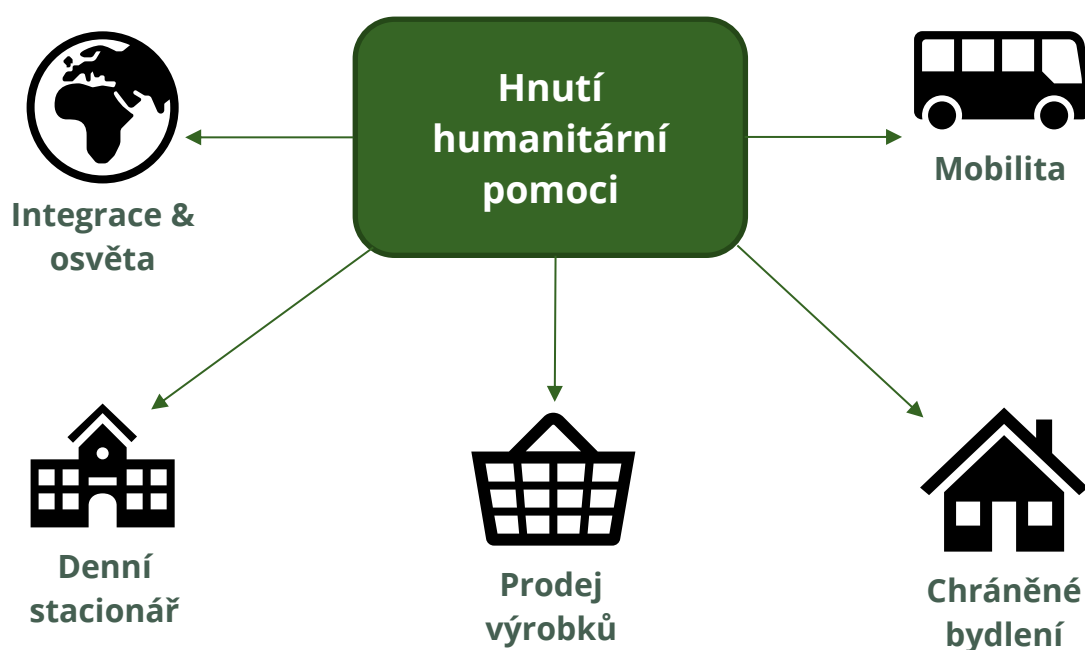 Hnutí
humanitární
pomoci
Integrace &
osvěta
Mobilita
Denní
stacionář
Prodej
výrobků
Chráněné
bydlení